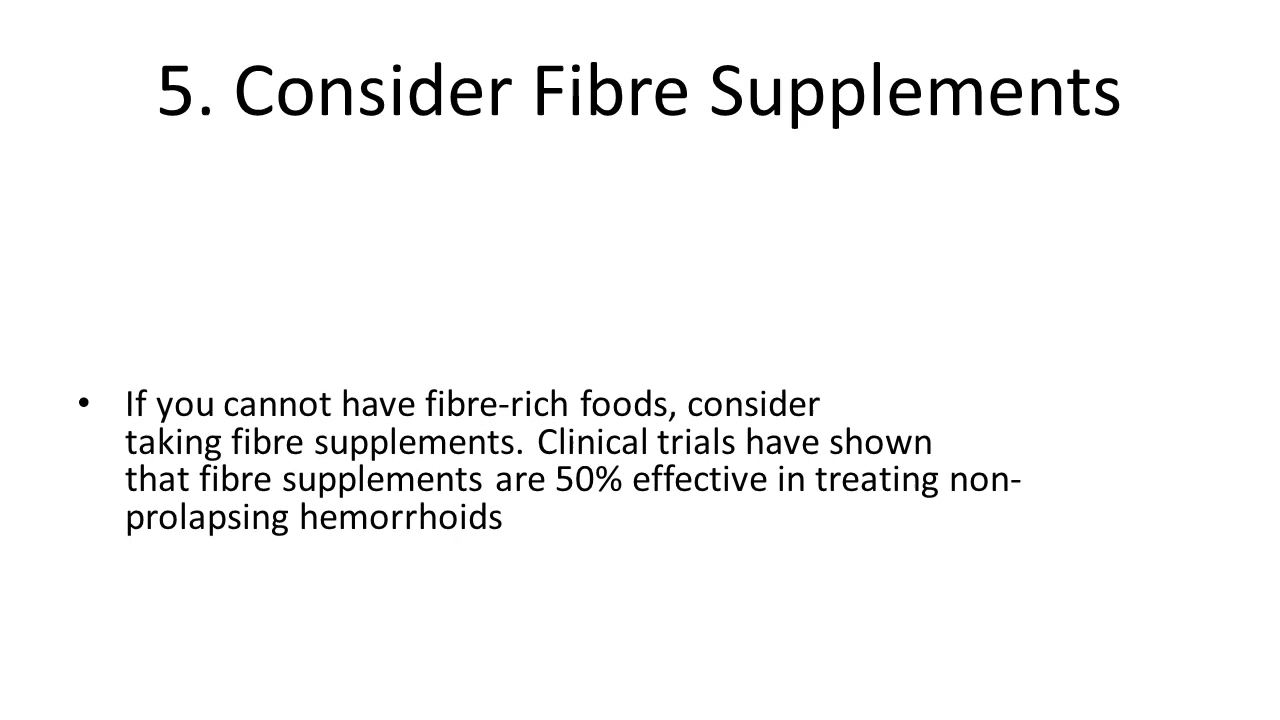 5. Consider Fibre Supplements
• If you cannot have fibre-rich foods, consider
taking fibre supplements. Clinical trials have shown
that fibre supplements are 50% effective in treating non-
prolapsing hemorrhoids